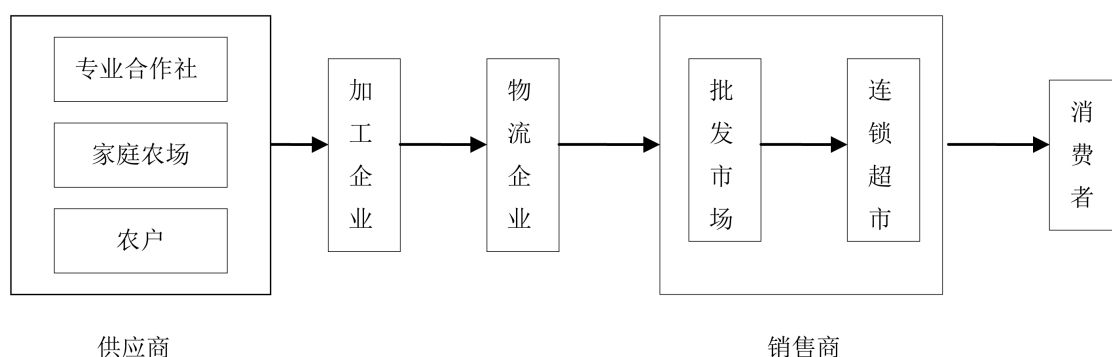 专业合作社
家庭农场
农户
加工企业
物流企业
批发市场
连锁超市
消费者
供应商
销售商